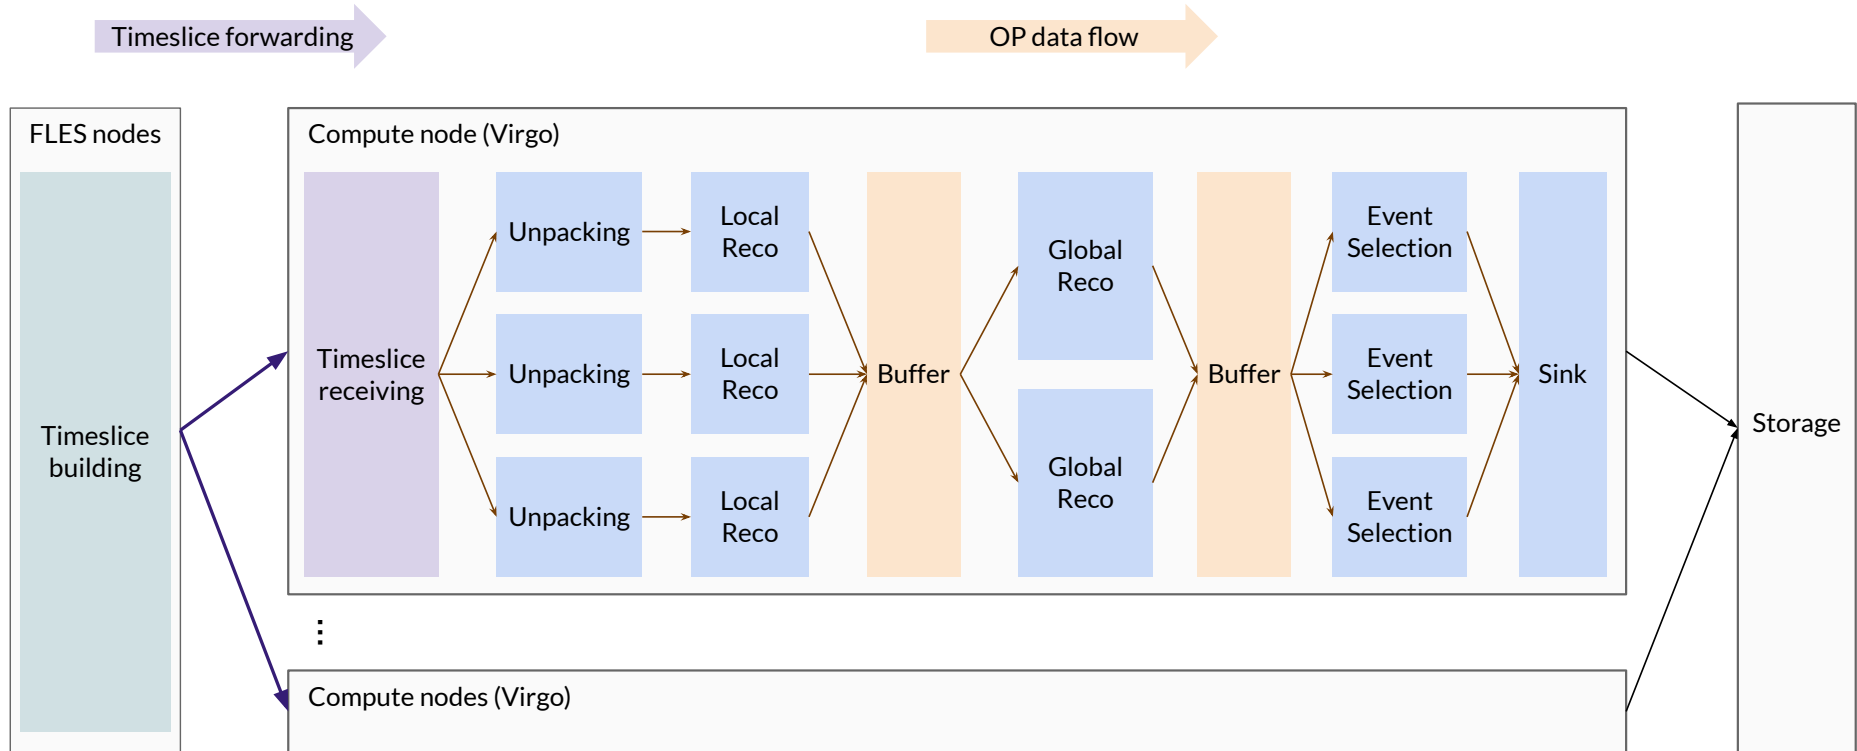 Timeslice forwarding
OP data flow
FLES nodes
Timeslice
building
Compute node (Virgo)
Timeslice
receiving
Unpacking
Unpacking
Unpacking
Local
Reco
Local
Reco
Local
Reco
Buffer
Global
Reco
Global
Reco
Buffer
Event
Selection
Event
Selection
Event
Selection
Sink
Storage
⋮
Compute nodes (Virgo)